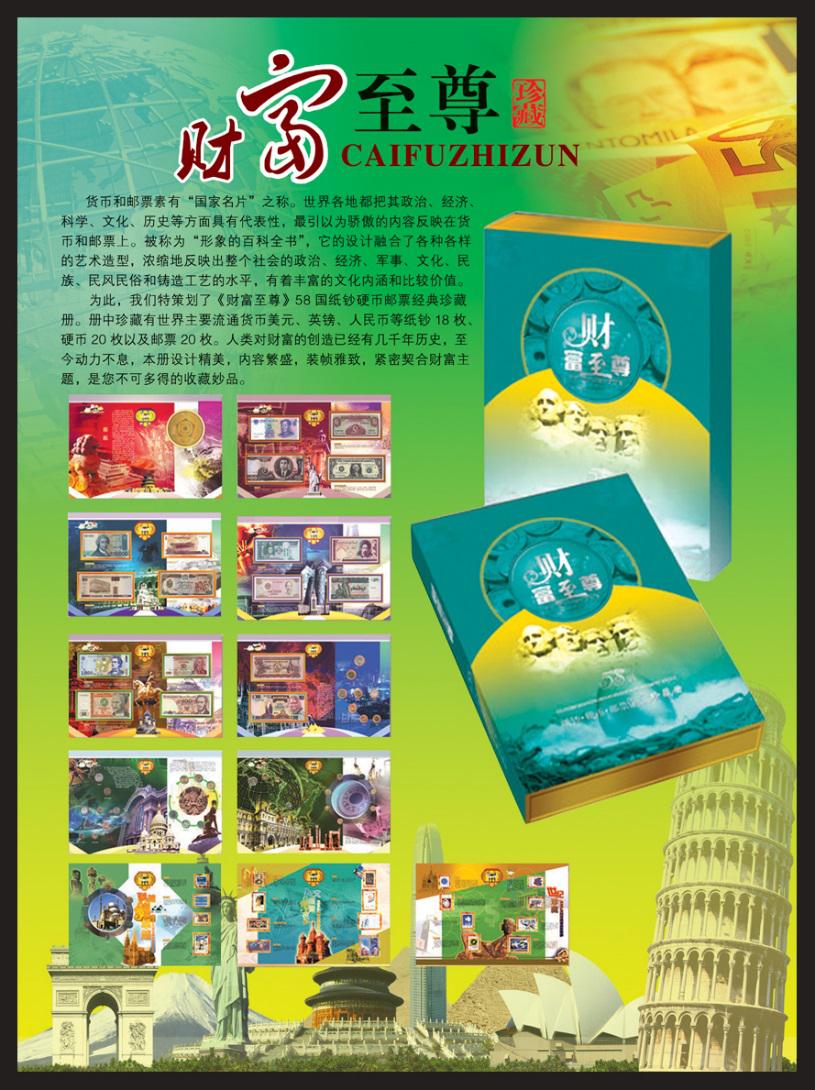 财富至尊 珍藏
CAIFUZHIZUN
货币和邮票素有“国家名片”之称。世界各地都把其政治、经济、
科学、文化、历史等方面具有代表性，最引以为骄傲的内容反映在货
币和邮票上。被称为“形象的百科全书”，它的设计融合了各种各样
的艺术造型，浓缩地反映出整个社会的政治、经济、军事、文化、民
族、民风民俗和铸造工艺的水平，有着丰富的文化内涵和比较价值。
为此，我们特策划了《财富至尊》58 国纸钞硬币邮票经典珍藏
册。册中珍藏有世界主要流通货币美元、英镑、人民币等纸钞 18 枚、
硬币 20 枚以及邮票 20 枚。人类对财富的创造已经有几千年历史，至
今动力不息，本册设计精美，内容繁盛，装帧雅致，紧密契合财富主
题，是您不可多得的收藏妙品。
财
富至尊
财
富至尊
58